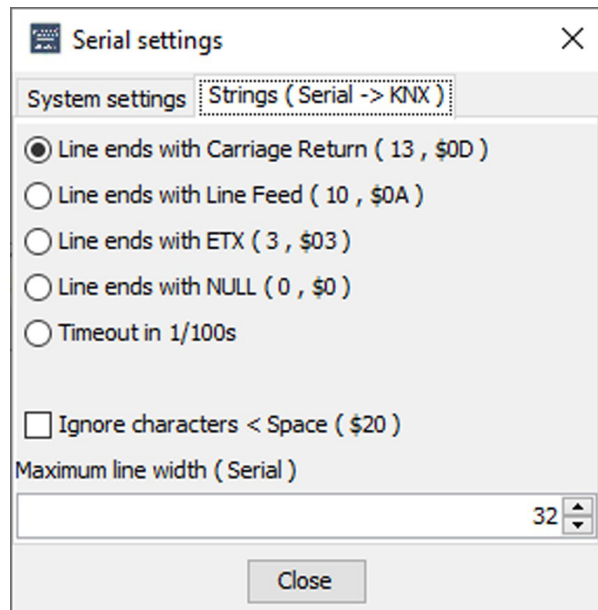 Serial settings
System settings Strings ( Serial -> KNX )
Line ends with Carriage Return ( 13 , $0D )
Line ends with Line Feed ( 10 , $0A )
Line ends with ETX ( 3 , $03 )
Line ends with NULL ( 0 , $0 )
Timeout in 1/100s
Ignore characters < Space ( $20 )
Maximum line width ( Serial )
32
Close